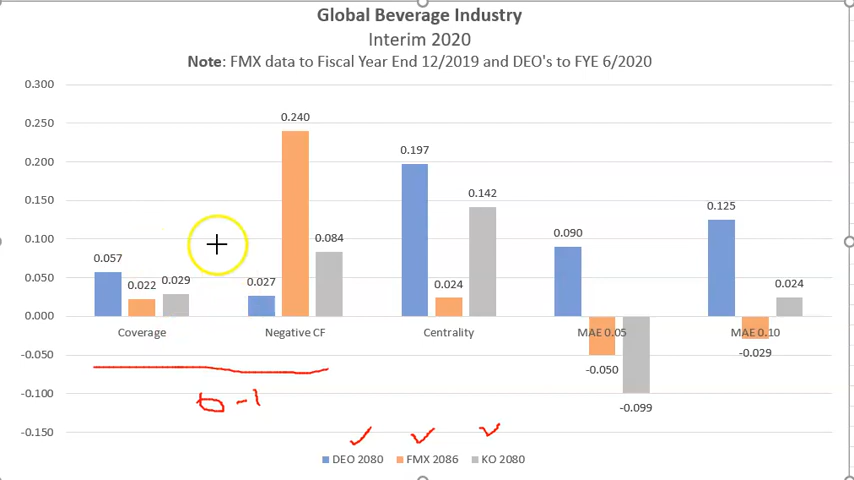 Global Beverage Industry
Interim 2020
Note: FMX data to Fiscal Year End 12/2019 and DEO's to FYE 6/2020
0.300
0.250
0.200
0.150
0.100
0.050
0.000
-0.050
-0.100
-0.150
0.057
0.022
0.029
0.027
0.240
0.084
0.197
0.024
0.142
0.090
-0.050
-0.099
0.125
-0.029
0.024
Coverage
Negative CF
Centrality
MAE 0.05
MAE 0.10
0-1
DEO 2080
FMX 2086
KO 2080